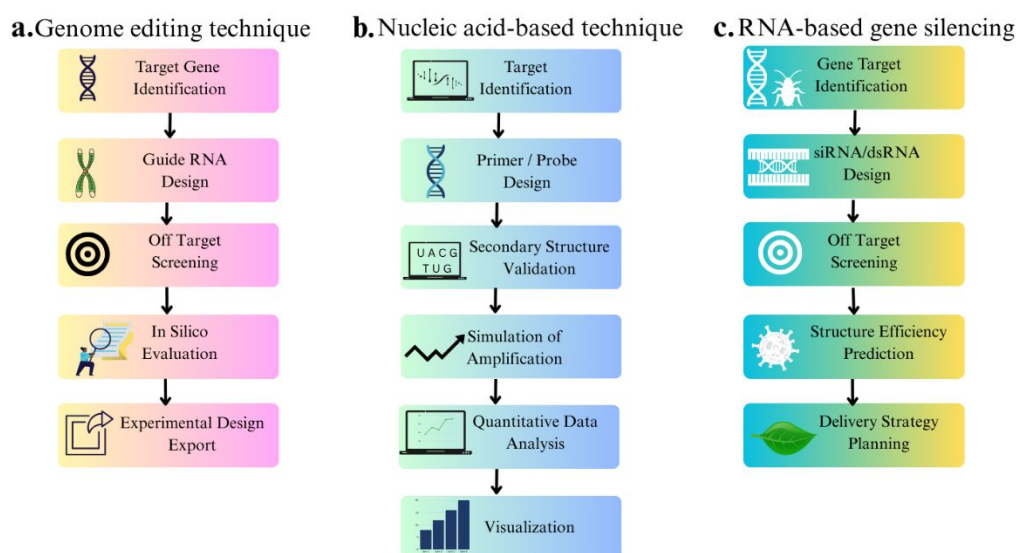 a. Genome editing technique
Target Gene
Identification
Guide RNA
Design
Off Target
Screening
In Silico
Evaluation
Experimental Design
Export
b. Nucleic acid-based technique
Target
Identification
Primer / Probe
Design
UACG
TUG
Secondary Structure
Validation
Simulation of
Amplification
Quantitative Data
Analysis
Visualization
c. RNA-based gene silencing
Gene Target
Identification
siRNA/dsRNA
Design
Off Target
Screening
Structure Efficiency
Prediction
Delivery Strategy
Planning